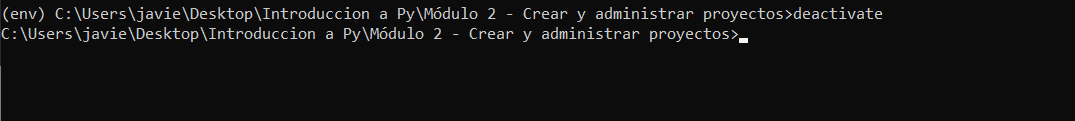 (env) C:\Users\javie\Desktop\Introduccion a Py\Módulo 2 - Crear y administrar proyectos>deactivate
C:\Users\javie\Desktop\Introduccion a Py\Módulo 2 - Crear y administrar proyectos>